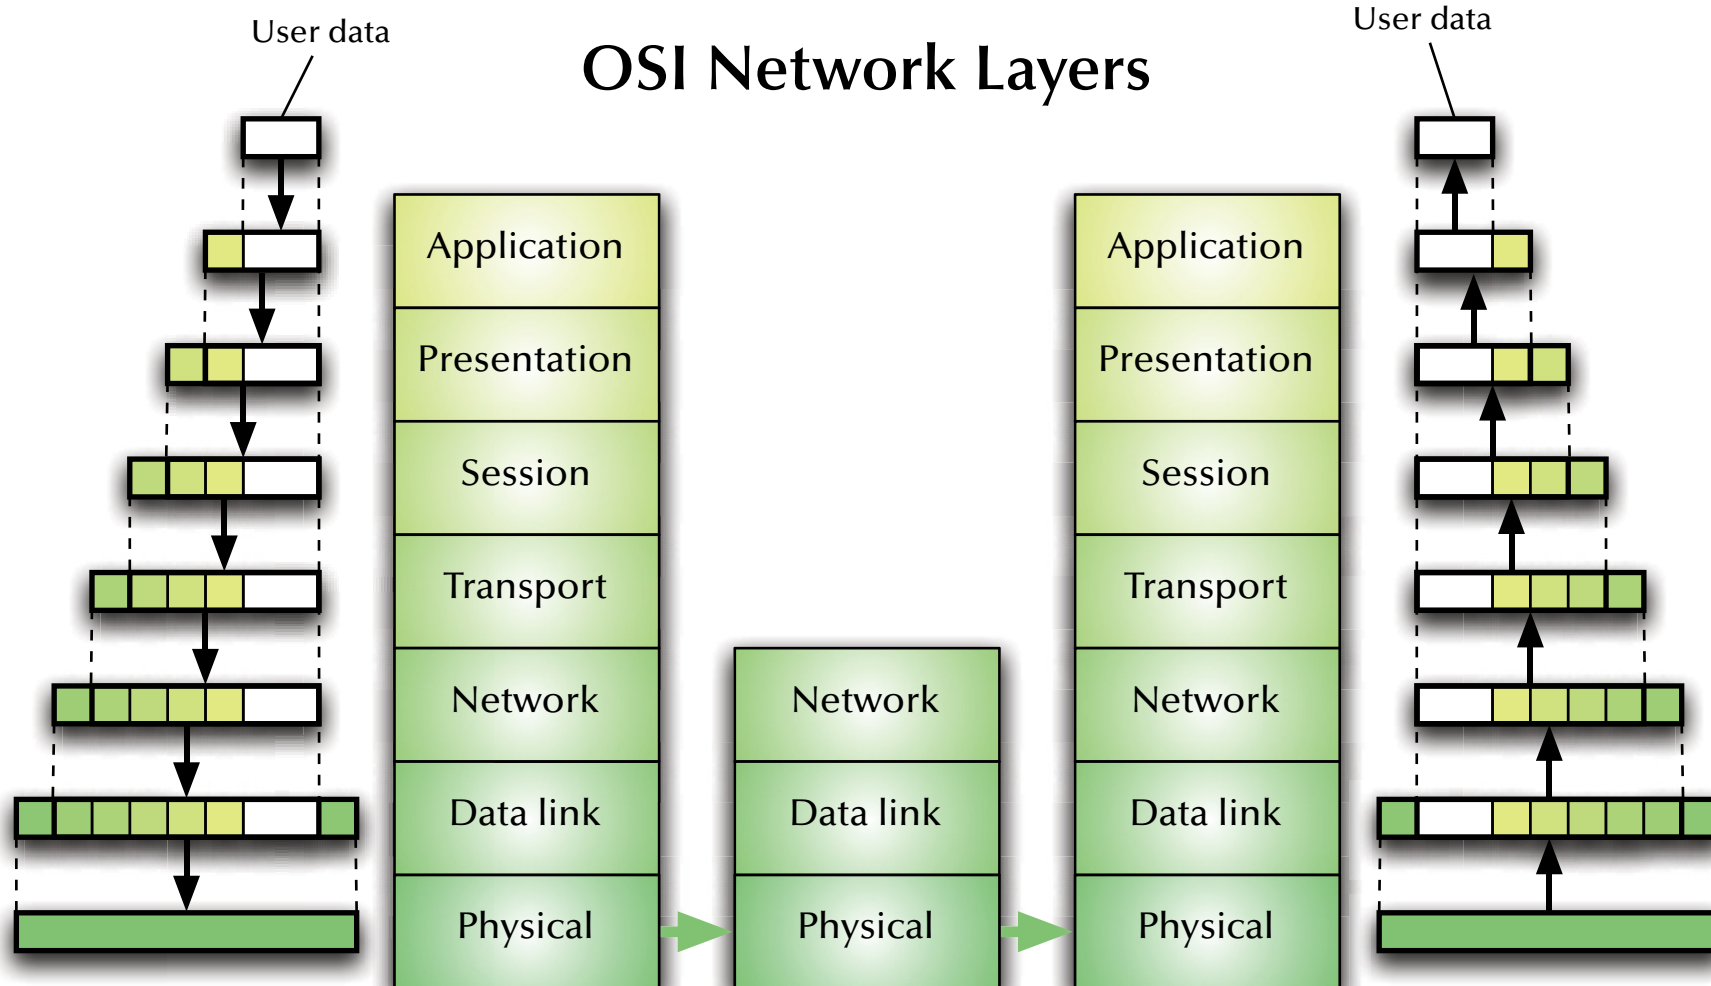 User data
OSI Network Layers
User data
Application
Presentation
Session
Transport
Network
Data link
Physical
Network
Data link
Physical
Application
Presentation
Session
Transport
Network
Data link
Physical